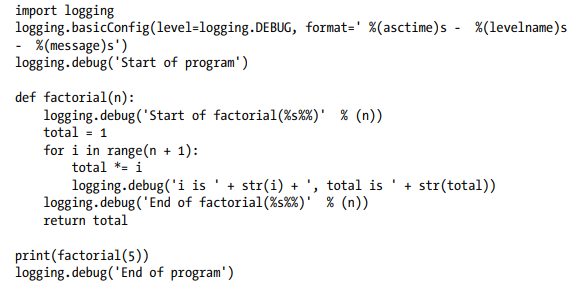 import logging
logging.basicConfig(level=logging.DEBUG, format=' %(asctime)s -  %(levelname)s
-  %(message)s')
logging.debug('Start of program')

def factorial(n):
    logging.debug('Start of factorial(%s%%)'  % (n))
    total = 1
    for i in range(n + 1):
        total *= i
        logging.debug('i is ' + str(i) + ', total is ' + str(total))
    logging.debug('End of factorial(%s%%)'  % (n))
    return total

print(factorial(5))
logging.debug('End of program')